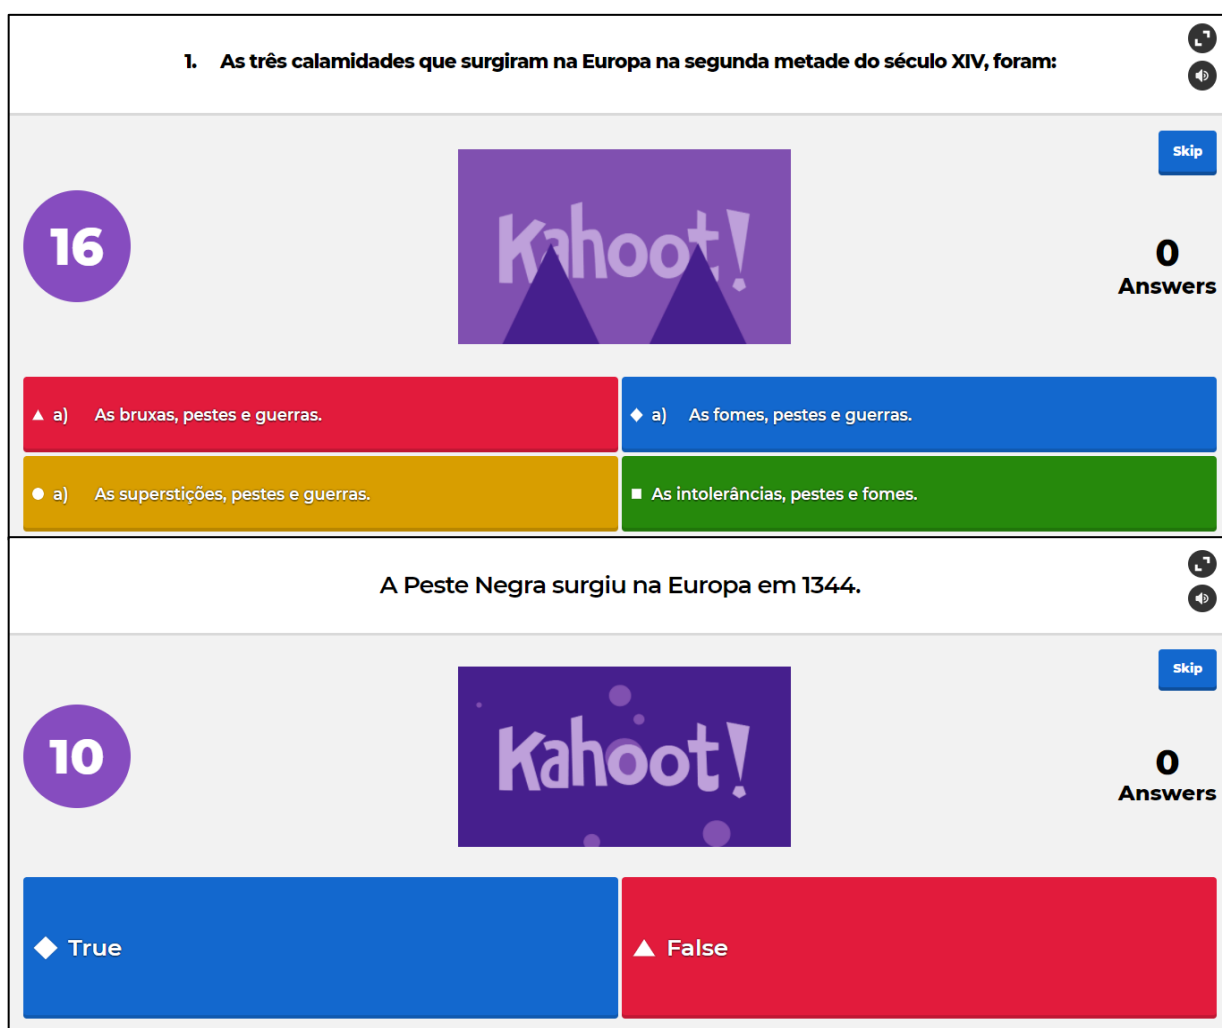 1. As três calamidades que surgiram na Europa na segunda metade do século XIV, foram:
Skip
16
Kahoot!
0
Answers
a) As bruxas, pestes e guerras.
a) As fomes, pestes e guerras.
a) As superstições, pestes e guerras.
As intolerâncias, pestes e fomes.
A Peste Negra surgiu na Europa em 1344.
Skip
10
Kahoot!
0
Answers
True
False